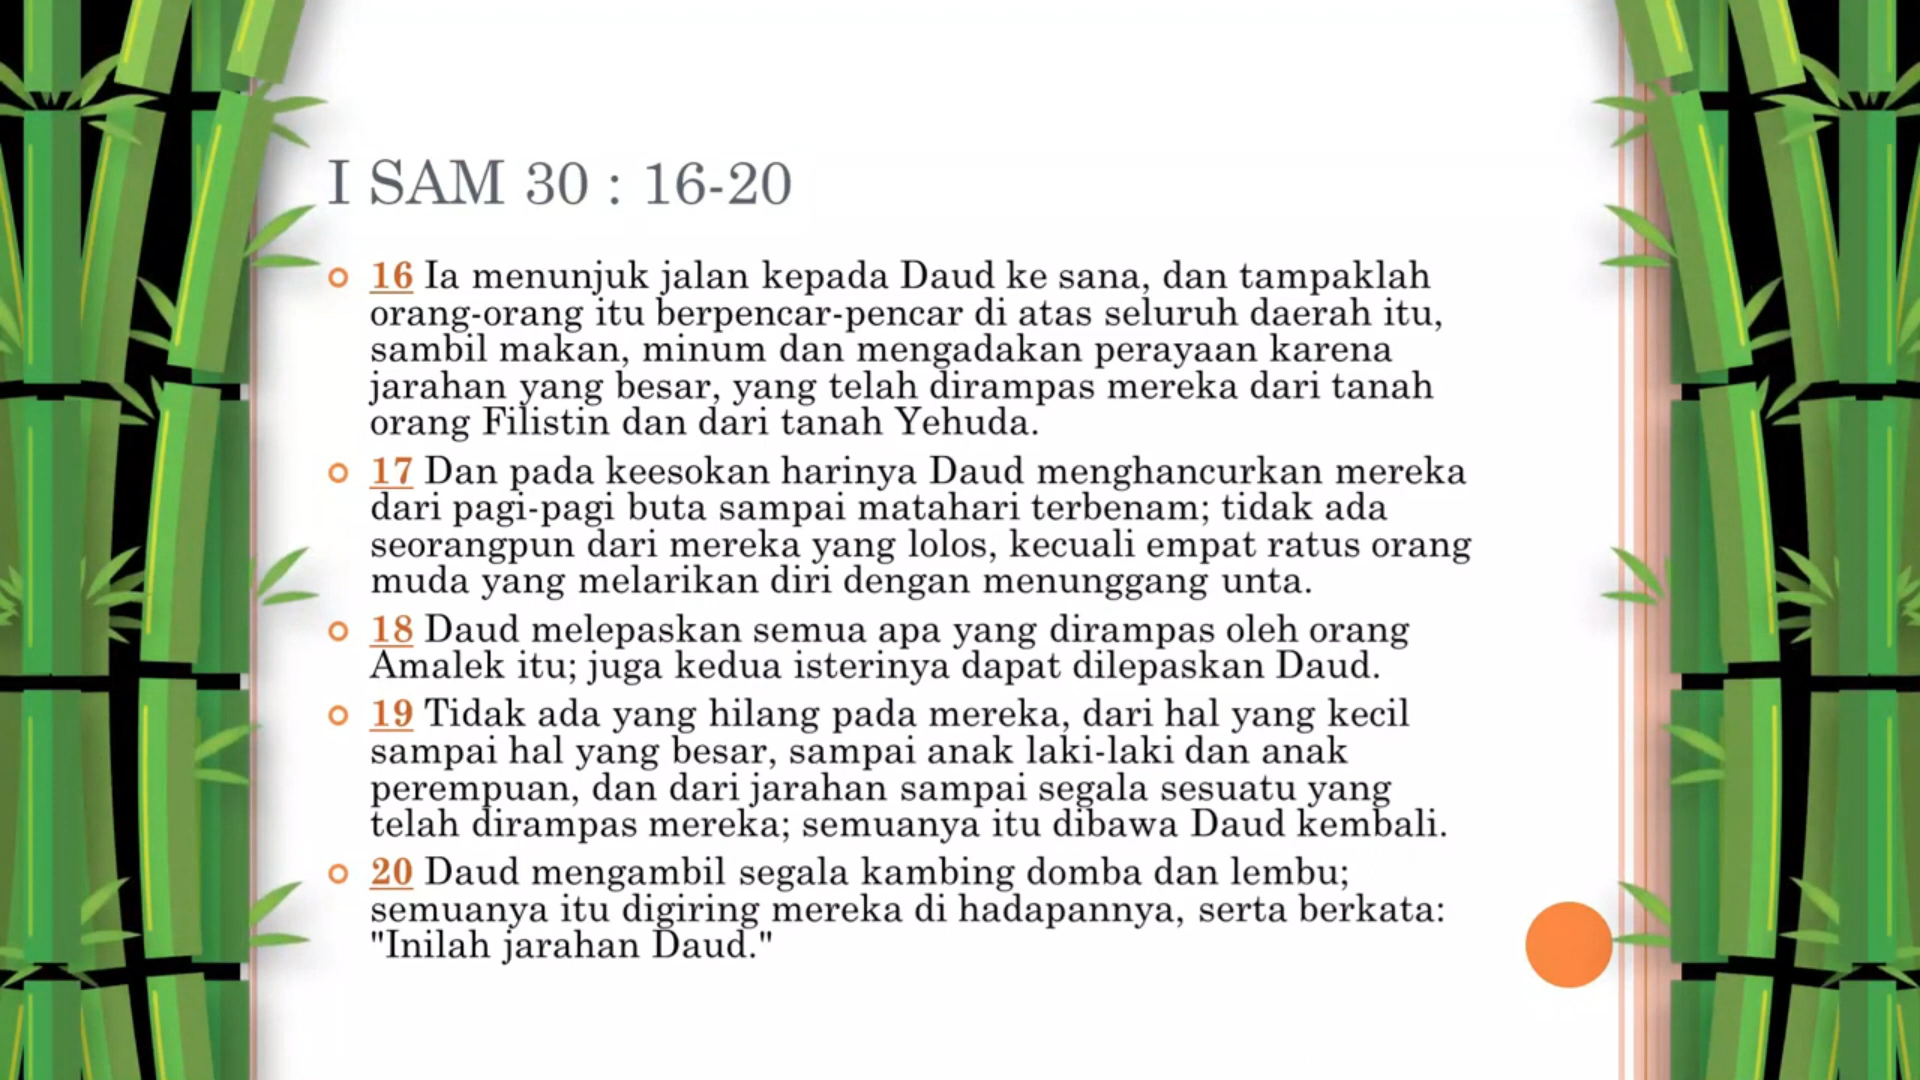 I SAM 30 : 16-20
16 Ia menunjuk jalan kepada Daud ke sana, dan tampaklah
orang-orang itu berpencar-pencar di atas seluruh daerah itu,
sambil makan, minum dan mengadakan perayaan karena
jarahan yang besar, yang telah dirampas mereka dari tanah
orang Filistin dan dari tanah Yehuda.
17 Dan pada keesokan harinya Daud menghancurkan mereka
dari pagi-pagi buta sampai matahari terbenam; tidak ada
seorangpun dari mereka yang lolos, kecuali empat ratus orang
muda yang melarikan diri dengan menunggang unta.
18 Daud melepaskan semua apa yang dirampas oleh orang
Amalek itu; juga kedua isterinya dapat dilepaskan Daud.
19 Tidak ada yang hilang pada mereka, dari hal yang kecil
sampai hal yang besar, sampai anak laki-laki dan anak
perempuan, dan dari jarahan sampai segala sesuatu yang
telah dirampas mereka; semuanya itu dibawa Daud kembali.
20 Daud mengambil segala kambing domba dan lembu;
semuanya itu digiring mereka di hadapannya, serta berkata:
"Inilah jarahan Daud."